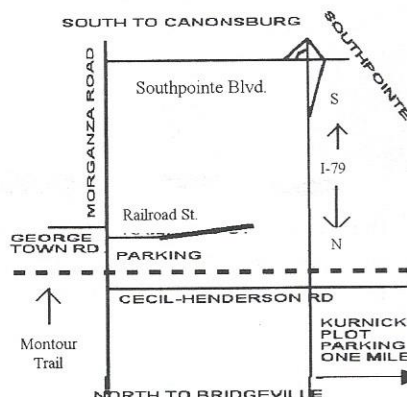 SOUTH TO CANONSBURG
SOUTHPOINTE
MORGANZA ROAD
Southpointe Blvd.
S
I-79
N
Railroad St.
GEORGE
TOWN RD
PARKING
CECIL-HENDERSON RD
Montour
Trail
KURNICK
PLOT
PARKING
ONE MILE
NORTH TO BRIDGEVILLE